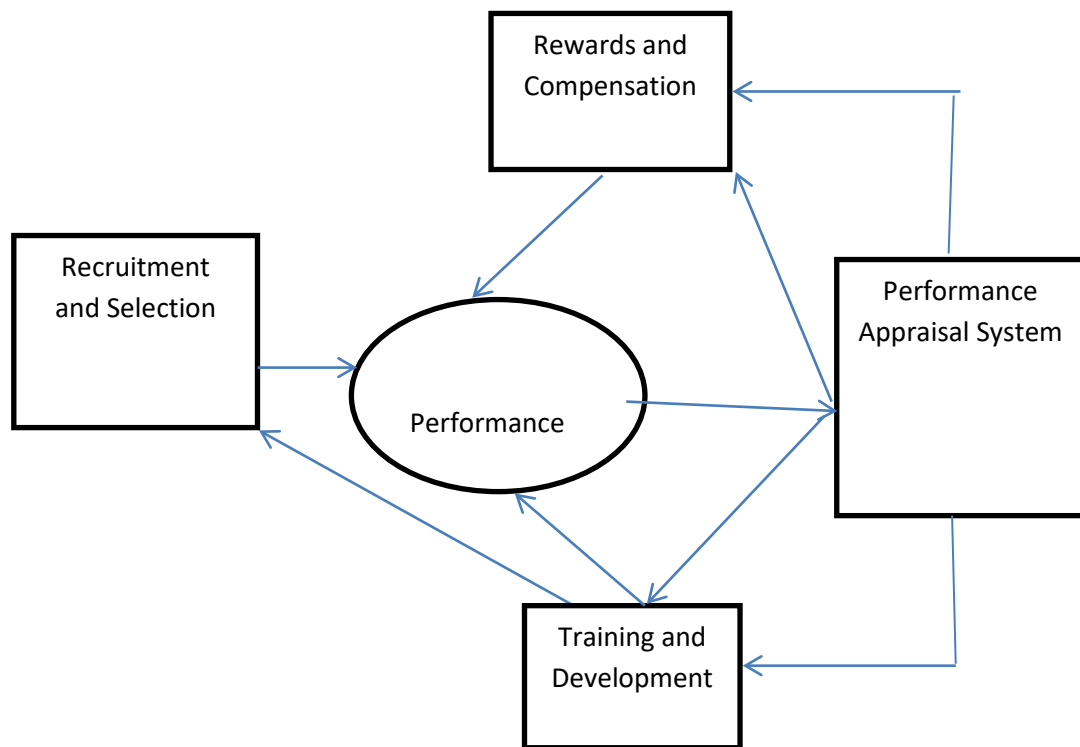 Rewards and
Compensation
Recruitment
and Selection
Performance
Appraisal System
Performance
Training and
Development